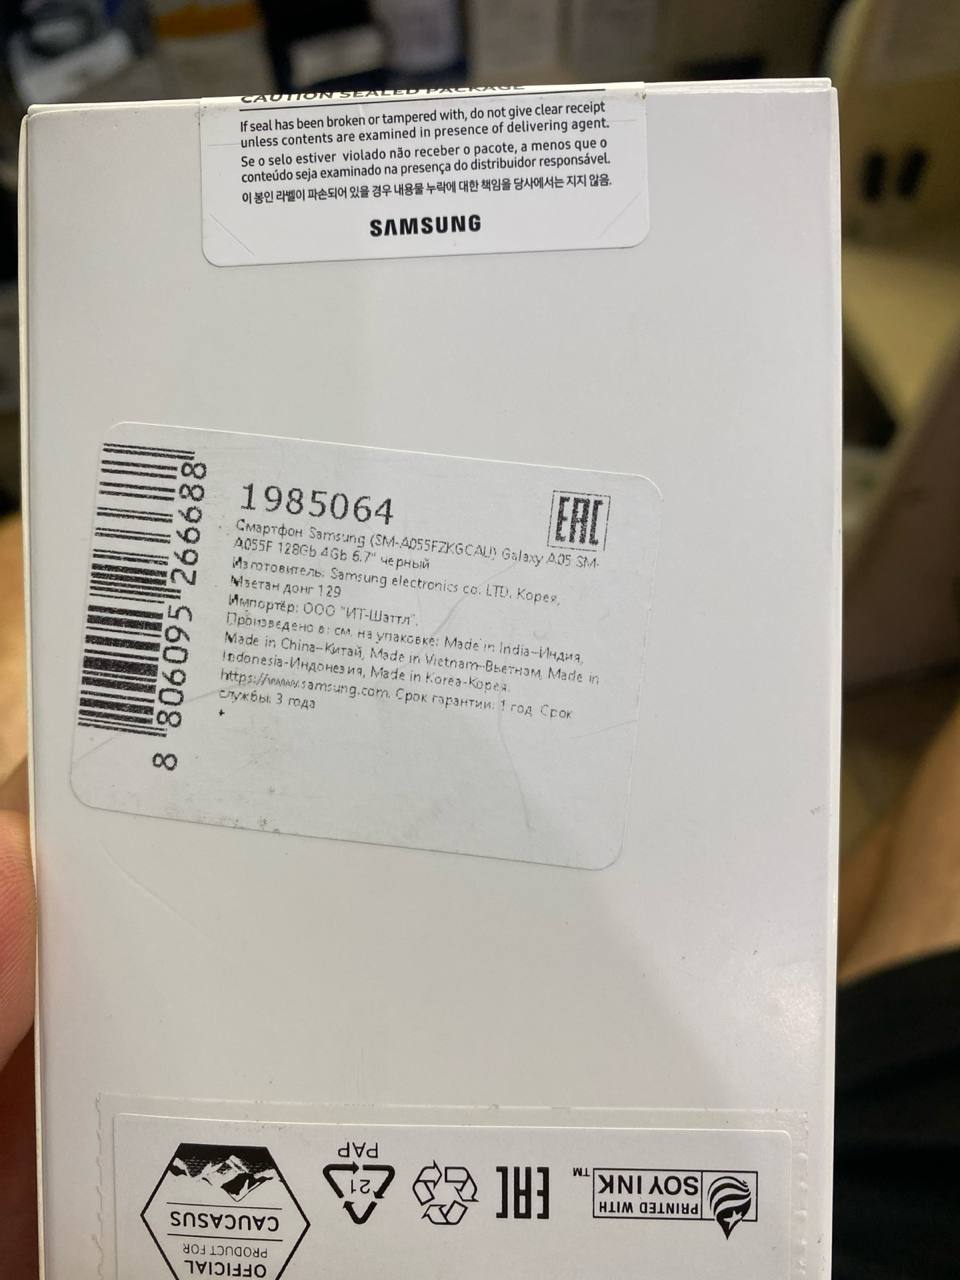 CAUTION SEALED PACKAGE
If seal has been broken or tampered with, do not give clear receipt
unless contents are examined in presence of delivering agent.
Se o selo estiver violado não receber o pacote, a menos que o
conteúdo seja examinado na presença do distribuidor responsável.
이 봉인 라벨이 파손되어 있을 경우 내용물 누락에 대한 책임을 당사에서는 지지 않음.
SAMSUNG
8 806095 266688
1985064
EAC
Смартфон Samsung (SM-A055FZKGCAU) Galaxy A05 SM-
A055F 128Gb 4Gb 6.7" черный
Изготовитель: Samsung electronics co. LTD. Корея,
Маетан донг 129
Импортёр: ООО "ИТ-Шаттл".
Произведено в: см. на упаковке: Made in India-Индия,
Made in China-Китай, Made in Vietnam-Вьетнам, Made in
Indonesia-Индонезия, Made in Korea-Корея.
https://www.samsung.com. Срок гарантии: 1 год. Срок
службы: 3 года
PRINTED WITH
SOY INK
TM
EAC
21
PAP
OFFICIAL
PRODUCT FOR
CAUCASUS